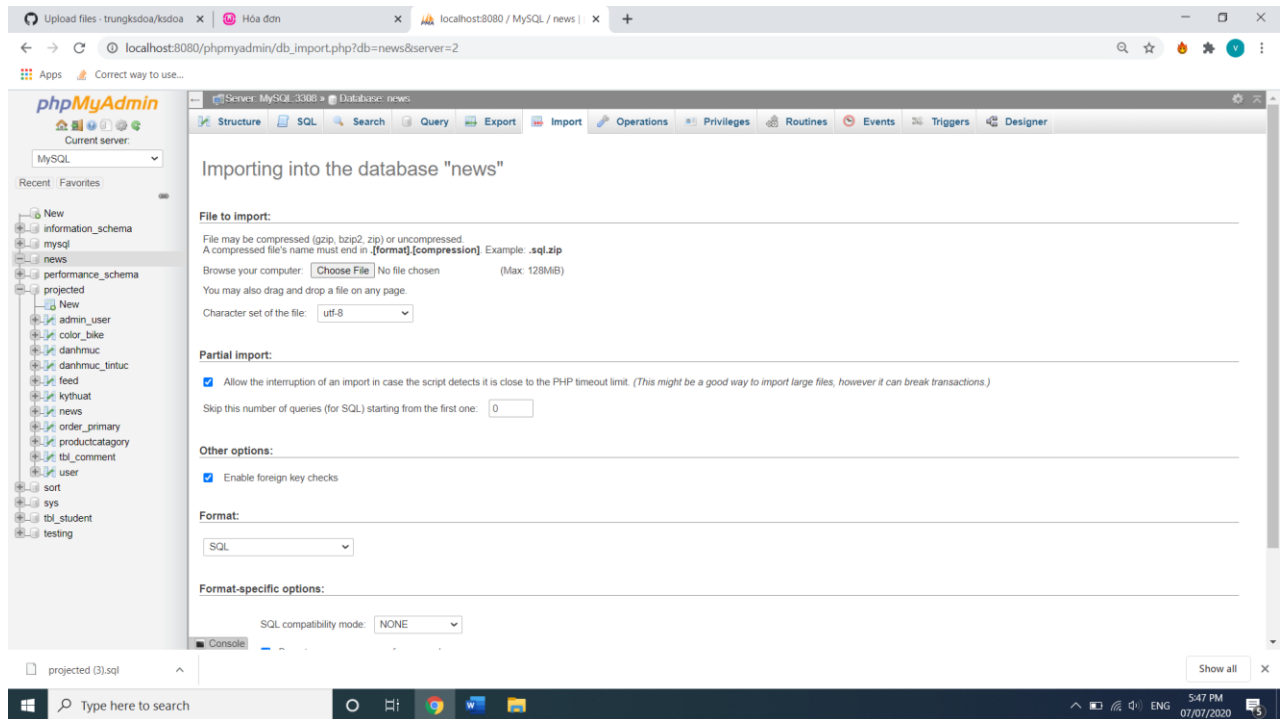 Upload files · trungksdoa/ksdoa
Hóa đơn
localhost:8080 / MySQL / news |
localhost:8080/phpmyadmin/db_import.php?db=news&server=2
V
Apps
Correct way to use...
phpMyAdmin
Current server:
MySQL
Recent Favorites
New
information_schema
mysql
news
performance_schema
projected
New
admin_user
color_bike
danhmuc
danhmuc_tintuc
feed
kythuat
news
order_primary
productcatagory
tbl_comment
user
sort
sys
tbl_student
testing
Server: MySQL:3308 » Database: news
Structure SQL Search Query Export Import Operations Privileges Routines Events Triggers Designer
Importing into the database "news"
File to import:
File may be compressed (gzip, bzip2, zip) or uncompressed.
A compressed file's name must end in .[format].[compression]. Example: .sql.zip
Browse your computer: Choose File No file chosen (Max: 128MiB)
You may also drag and drop a file on any page.
Character set of the file: utf-8
Partial import:
Allow the interruption of an import in case the script detects it is close to the PHP timeout limit. (This might be a good way to import large files, however it can break transactions.)
Skip this number of queries (for SQL) starting from the first one: 0
Other options:
Enable foreign key checks
Format:
SQL
Format-specific options:
SQL compatibility mode: NONE
Console
projected (3).sql
Show all
Type here to search
ENG
5:47 PM
07/07/2020
5